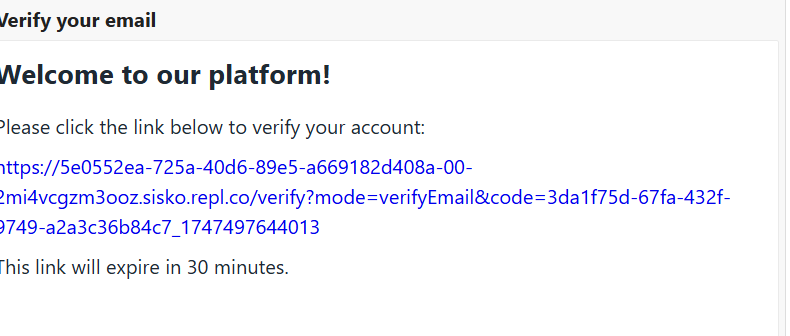 Verify your email
Welcome to our platform!
Please click the link below to verify your account:
https://5e0552ea-725a-40d6-89e5-a669182d408a-00-
2mi4vcgzm3ooz.sisko.repl.co/verify?mode=verifyEmail&code=3da1f75d-67fa-432f-
9749-a2a3c36b84c7_1747497644013
This link will expire in 30 minutes.